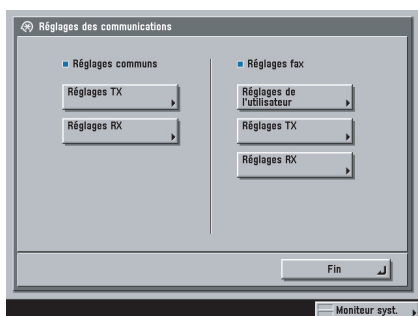 Réglages des communications
Réglages communs
Réglages TX
Réglages RX
Réglages fax
Réglages de
l'utilisateur
Réglages TX
Réglages RX
Fin
Moniteur syst.